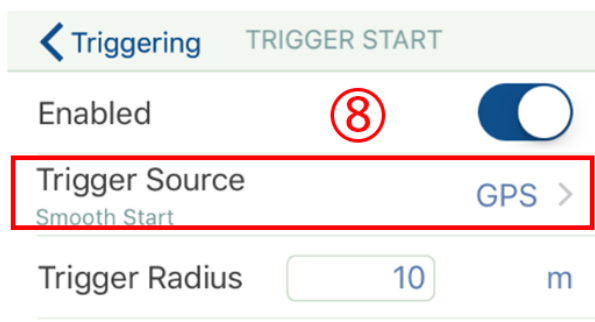 Triggering TRIGGER START
Enabled ⑧
Trigger Source GPS
Smooth Start
Trigger Radius 10 m